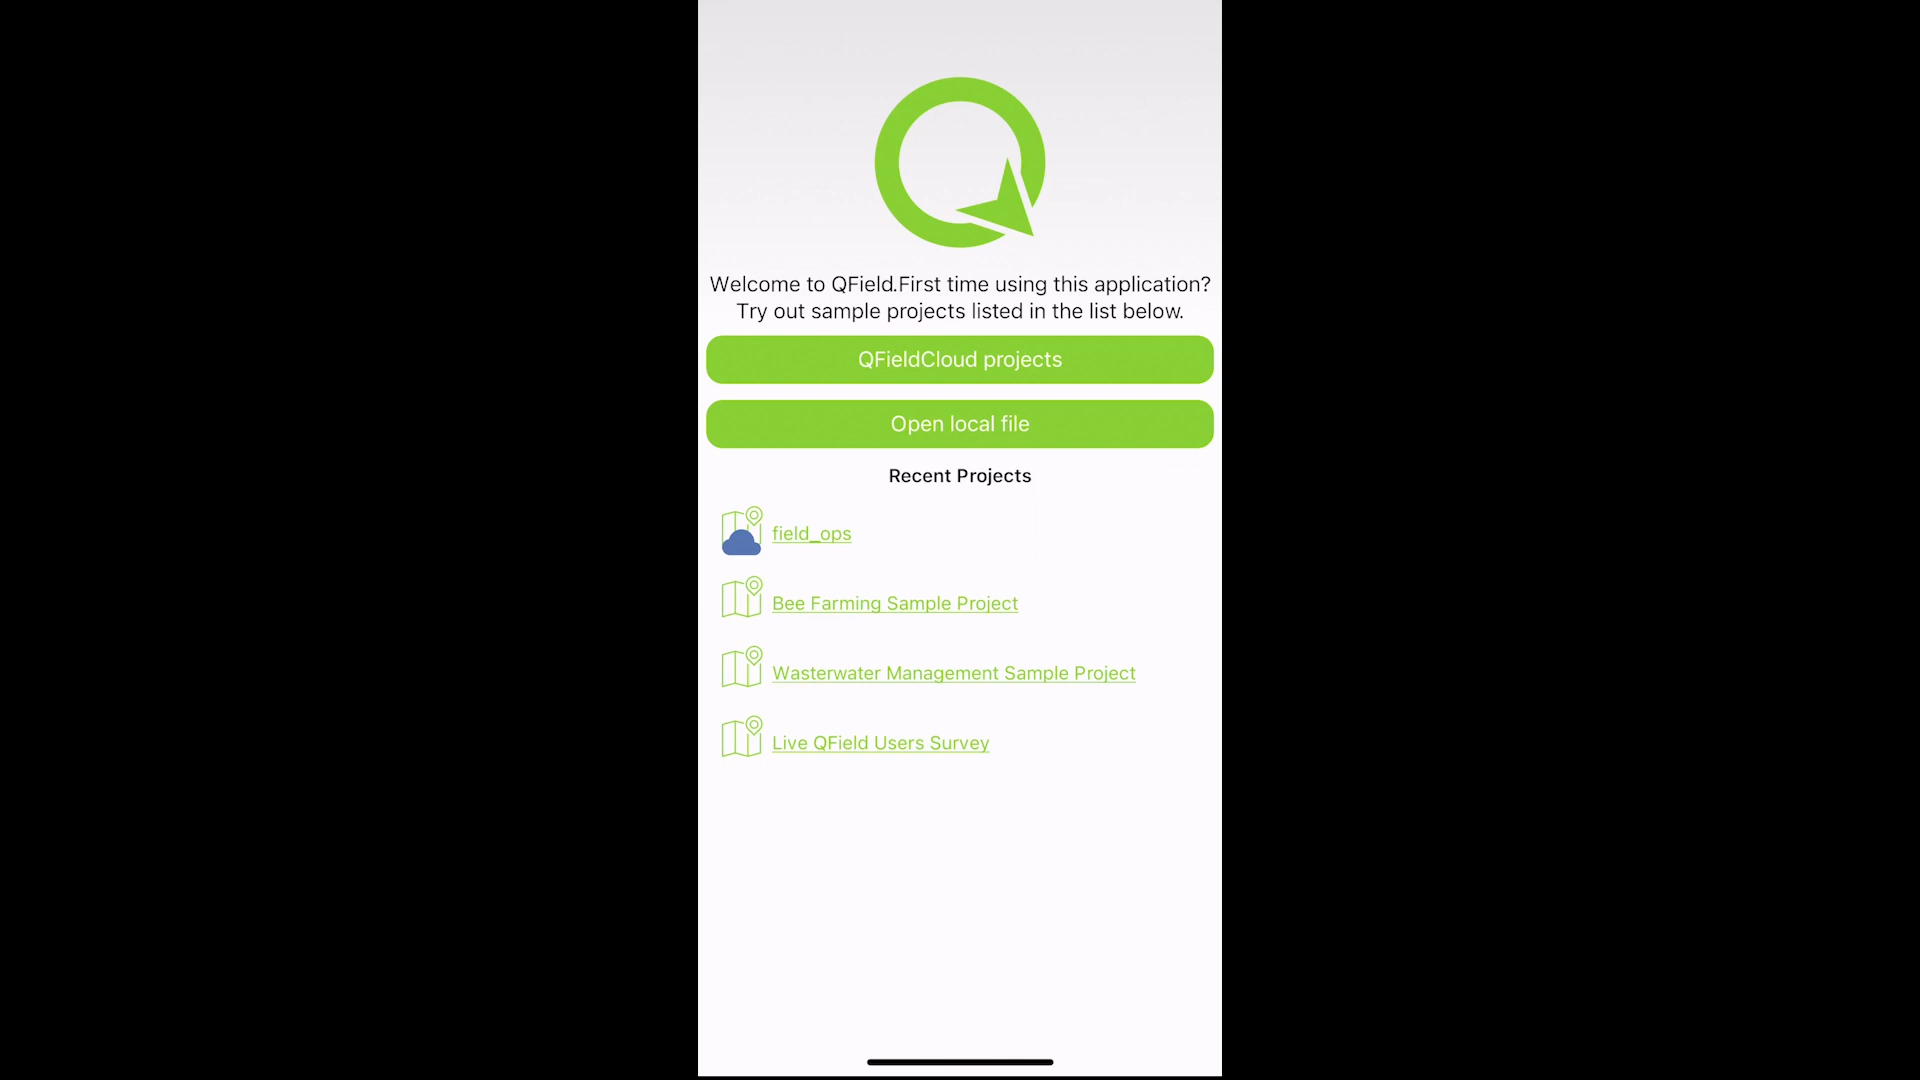 Welcome to QField.First time using this application?
Try out sample projects listed in the list below.
QFieldCloud projects
Open local file
Recent Projects
field_ops
Bee Farming Sample Project
Wasterwater Management Sample Project
Live QField Users Survey